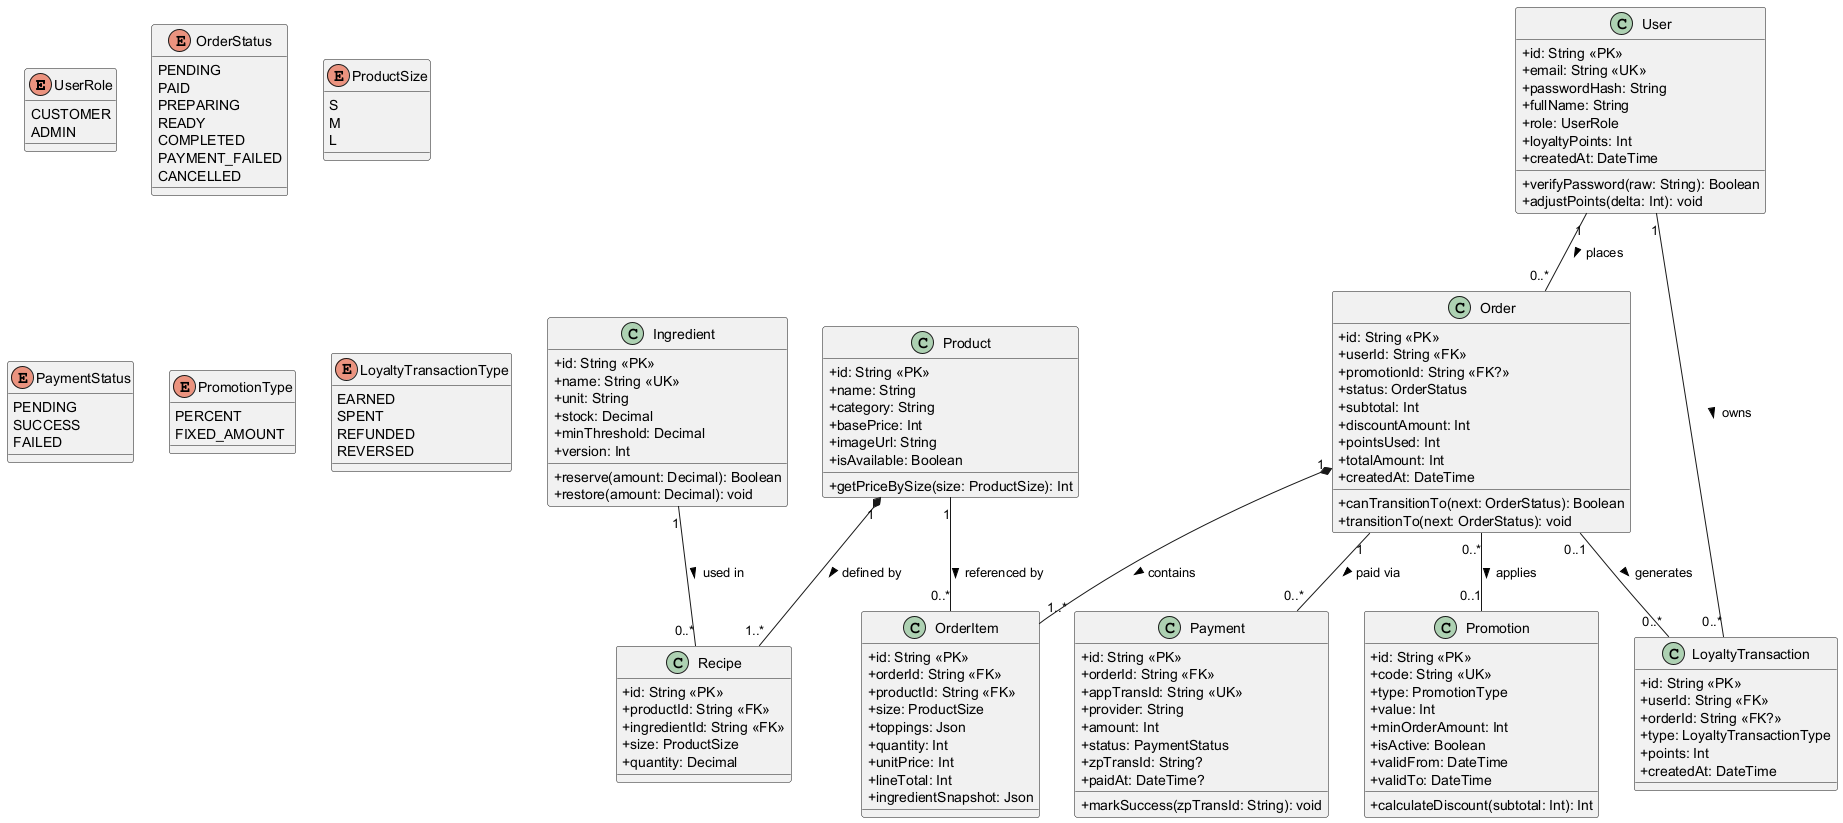 E UserRole
CUSTOMER
ADMIN
E OrderStatus
PENDING
PAID
PREPARING
READY
COMPLETED
PAYMENT_FAILED
CANCELLED
E ProductSize
S
M
L
C User
+id: String «PK»
+email: String «UK»
+passwordHash: String
+fullName: String
+role: UserRole
+loyaltyPoints: Int
+createdAt: DateTime
+verifyPassword(raw: String): Boolean
+adjustPoints(delta: Int): void
1
1
places
0..*
E PaymentStatus
PENDING
SUCCESS
FAILED
E PromotionType
PERCENT
FIXED_AMOUNT
E LoyaltyTransactionType
EARNED
SPENT
REFUNDED
REVERSED
C Ingredient
+id: String «PK»
+name: String «UK»
+unit: String
+stock: Decimal
+minThreshold: Decimal
+version: Int
+reserve(amount: Decimal): Boolean
+restore(amount: Decimal): void
C Product
+id: String «PK»
+name: String
+category: String
+basePrice: Int
+imageUrl: String
+isAvailable: Boolean
+getPriceBySize(size: ProductSize): Int
C Order
+id: String «PK»
+userId: String «FK»
+promotionId: String «FK?»
+status: OrderStatus
+subtotal: Int
+discountAmount: Int
+pointsUsed: Int
+totalAmount: Int
+createdAt: DateTime
+canTransitionTo(next: OrderStatus): Boolean
+transitionTo(next: OrderStatus): void
owns
1
1
1
1
1
0..*
0..1
used in
defined by
referenced by
contains
paid via
applies
generates
0..*
1..*
0..*
1..*
0..*
0..1
0..*
0..*
C Recipe
+id: String «PK»
+productId: String «FK»
+ingredientId: String «FK»
+size: ProductSize
+quantity: Decimal
C OrderItem
+id: String «PK»
+orderId: String «FK»
+productId: String «FK»
+size: ProductSize
+toppings: Json
+quantity: Int
+unitPrice: Int
+lineTotal: Int
+ingredientSnapshot: Json
C Payment
+id: String «PK»
+orderId: String «FK»
+appTransId: String «UK»
+provider: String
+amount: Int
+status: PaymentStatus
+zpTransId: String?
+paidAt: DateTime?
+markSuccess(zpTransId: String): void
C Promotion
+id: String «PK»
+code: String «UK»
+type: PromotionType
+value: Int
+minOrderAmount: Int
+isActive: Boolean
+validFrom: DateTime
+validTo: DateTime
+calculateDiscount(subtotal: Int): Int
C LoyaltyTransaction
+id: String «PK»
+userId: String «FK»
+orderId: String «FK?»
+type: LoyaltyTransactionType
+points: Int
+createdAt: DateTime